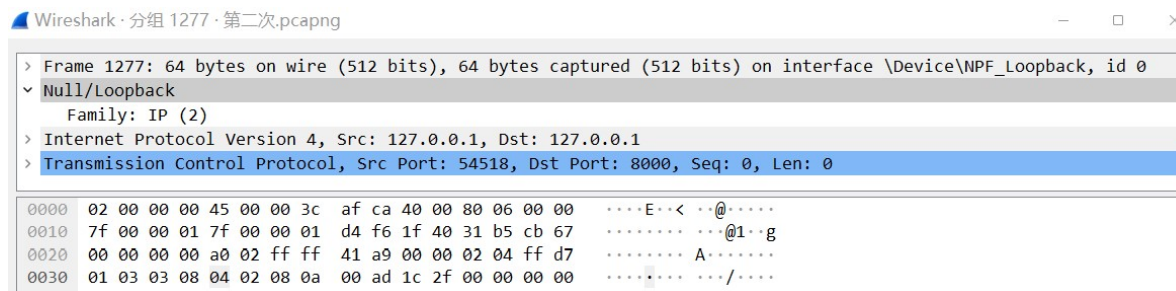 Wireshark · 分组 1277 · 第二次.pcapng
Frame 1277: 64 bytes on wire (512 bits), 64 bytes captured (512 bits) on interface \Device\NPF_Loopback, id 0
Null/Loopback
Family: IP (2)
Internet Protocol Version 4, Src: 127.0.0.1, Dst: 127.0.0.1
Transmission Control Protocol, Src Port: 54518, Dst Port: 8000, Seq: 0, Len: 0
0000 02 00 00 00 45 00 00 3c af ca 40 00 80 06 00 00 ····E··< ··@·····
0010 7f 00 00 01 7f 00 00 01 d4 f6 1f 40 31 b5 cb 67 ········ ···@1··g
0020 00 00 00 00 a0 02 ff ff 41 a9 00 00 02 04 ff d7 ········ A·······
0030 01 03 03 08 04 02 08 0a 00 ad 1c 2f 00 00 00 00 ········ ···/····